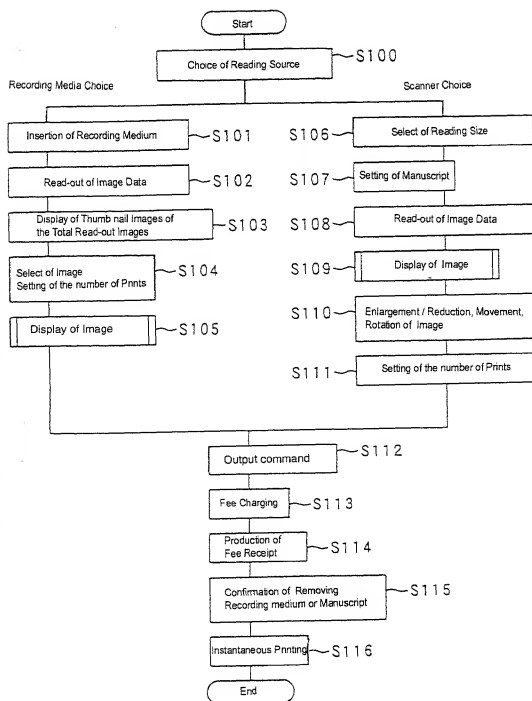 Start
Choice of Reading Source
S100
Recording Media Choice
Scanner Choice
Insertion of Recording Medium
S101
Read-out of Image Data
S102
Display of Thumb nail Images of
the Total Read-out Images
S103
Select of Image
Setting of the number of Prints
S104
Display of Image
S105
S106
Select of Reading Size
S107
Setting of Manuscript
S108
Read-out of Image Data
S109
Display of Image
S110
Enlargement / Reduction, Movement,
Rotation of Image
S111
Setting of the number of Prints
Output command
S112
Fee Charging
S113
Production of
Fee Receipt
S114
Confirmation of Removing
Recording medium or Manuscript
S115
Instantaneous Printing
S116
End